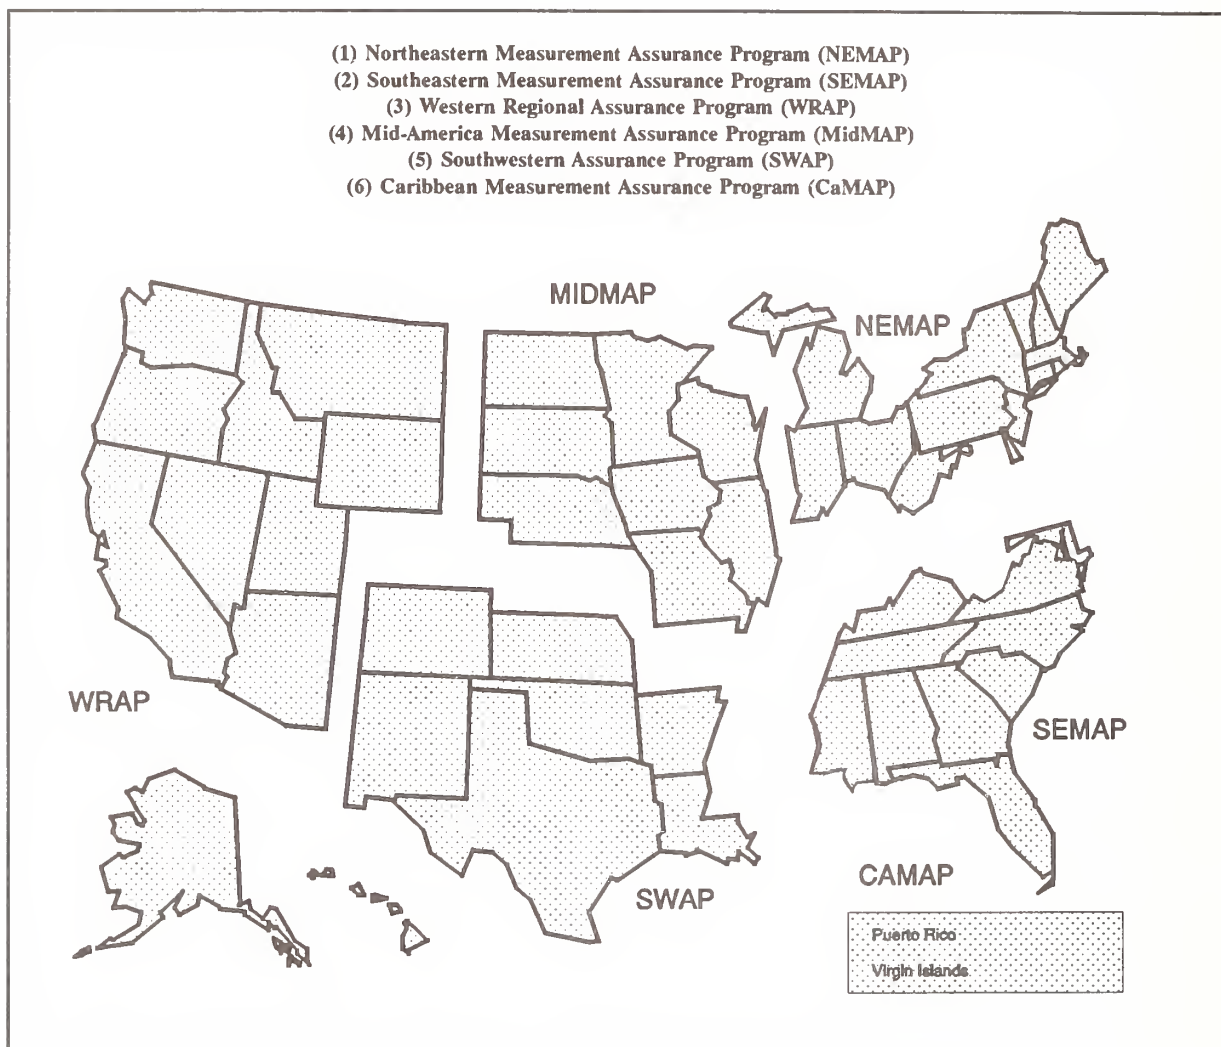 (1) Northeastern Measurement Assurance Program (NEMAP)
(2) Southeastern Measurement Assurance Program (SEMAP)
(3) Western Regional Assurance Program (WRAP)
(4) Mid-America Measurement Assurance Program (MidMAP)
(5) Southwestern Assurance Program (SWAP)
(6) Caribbean Measurement Assurance Program (CaMAP)
MIDMAP
NEMAP
WRAP
SEMAP
CAMAP
SWAP
Puerto Rico
Virgin Islands